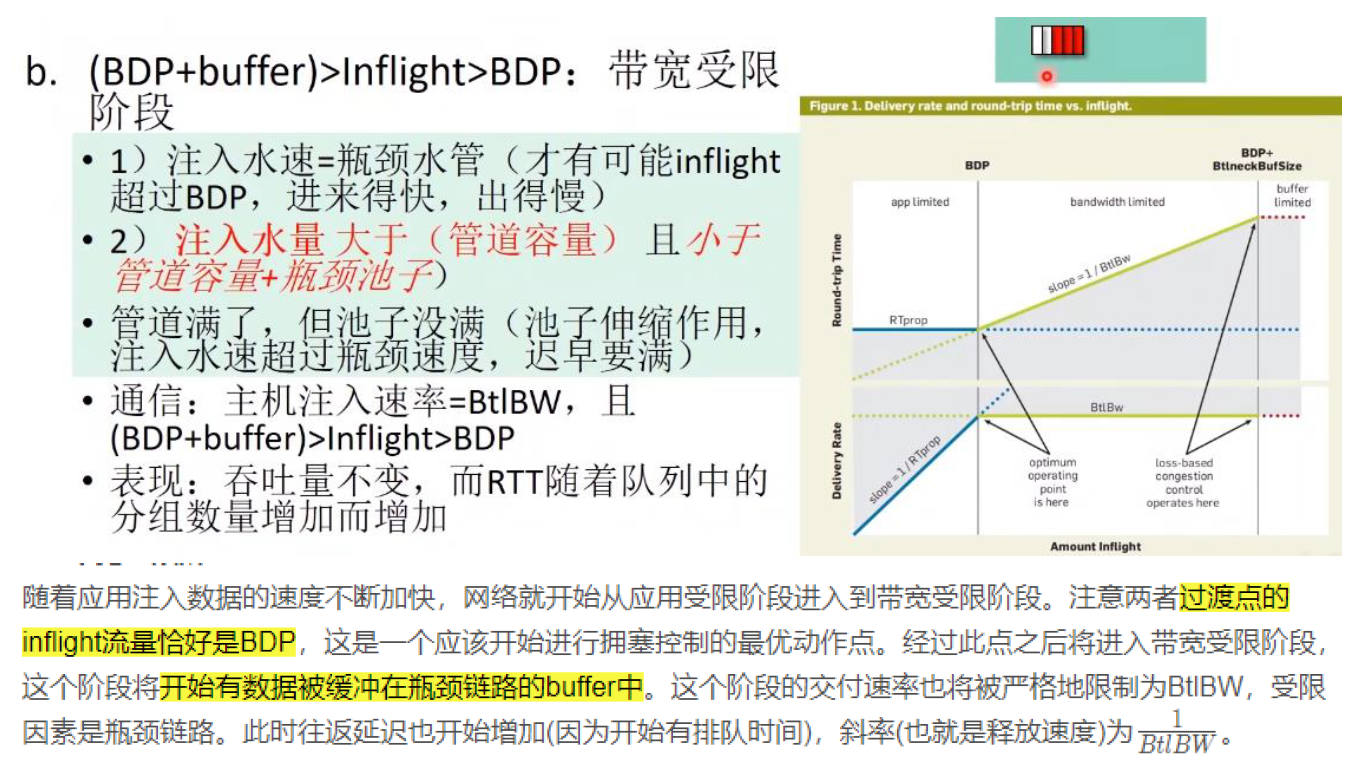 b. (BDP+buffer)>Inflight>BDP：带宽受限
阶段
• 1）注入水速=瓶颈水管（才有可能inflight
超过BDP，进来得快，出得慢）
• 2） 注入水量 大于（管道容量） 且小于
管道容量+瓶颈池子）
• 管道满了，但池子没满（池子伸缩作用，
注入水速超过瓶颈速度，迟早要满）
• 通信：主机注入速率=BtlBW，且
(BDP+buffer)>Inflight>BDP
• 表现：吞吐量不变，而RTT随着队列中的
分组数量增加而增加
Figure 1. Delivery rate and round-trip time vs. inflight.
BDP
BDP+
BtlneckBufSize
app limited
bandwidth limited
buffer
limited
Round-trip Time
slope = 1 / BtlBw
RTprop
BtlBw
Delivery Rate
slope = 1 / RTprop
optimum
operating
point
is here
loss-based
congestion
control
operates here
Amount Inflight
随着应用注入数据的速度不断加快，网络就开始从应用受限阶段进入到带宽受限阶段。注意两者过渡点的
inflight流量恰好是BDP，这是一个应该开始进行拥塞控制的最优动作点。经过此点之后将进入带宽受限阶段，
这个阶段将开始有数据被缓冲在瓶颈链路的buffer中。这个阶段的交付速率也将被严格地限制为BtlBW，受限
因素是瓶颈链路。此时往返延迟也开始增加(因为开始有排队时间)，斜率(也就是释放速度)为 1/BtlBW 。